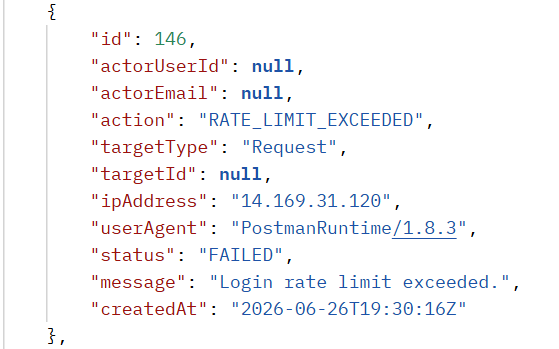 {
"id": 146,
"actorUserId": null,
"actorEmail": null,
"action": "RATE_LIMIT_EXCEEDED",
"targetType": "Request",
"targetId": null,
"ipAddress": "14.169.31.120",
"userAgent": "PostmanRuntime/1.8.3",
"status": "FAILED",
"message": "Login rate limit exceeded.",
"createdAt": "2026-06-26T19:30:16Z"
},